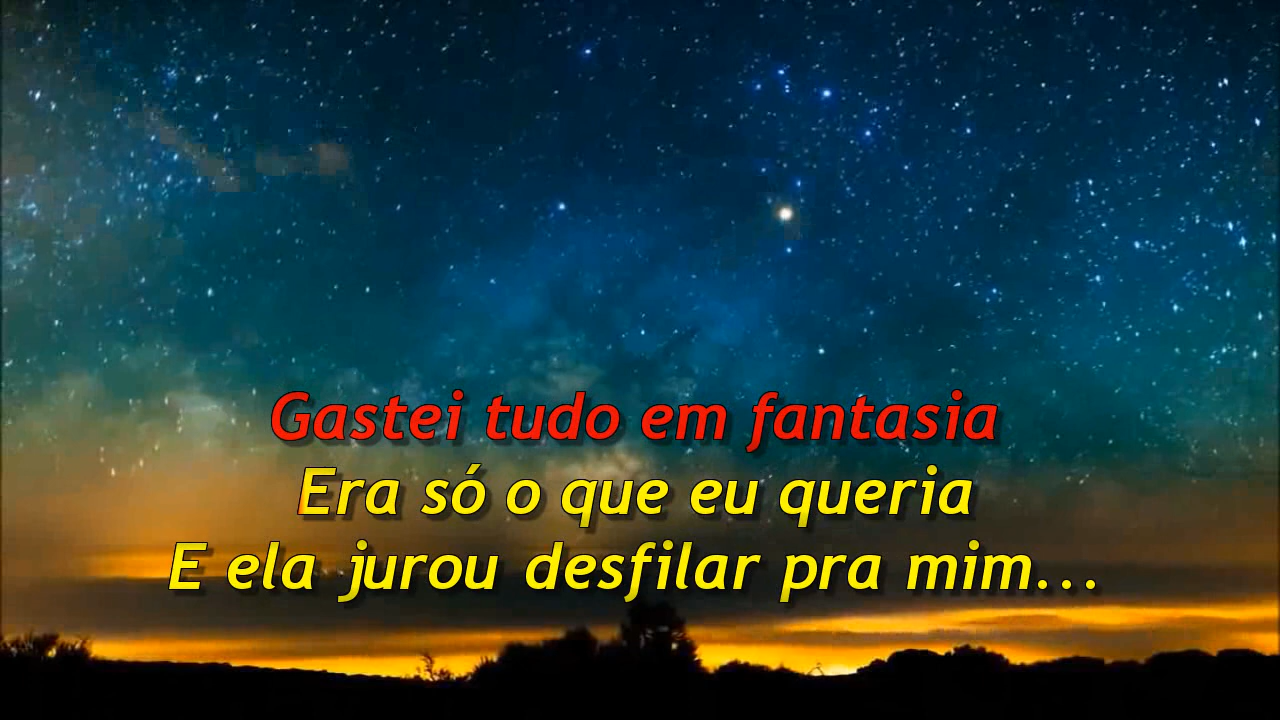 Gastei tudo em fantasia
Era só o que eu queria
E ela jurou desfilar pra mim...